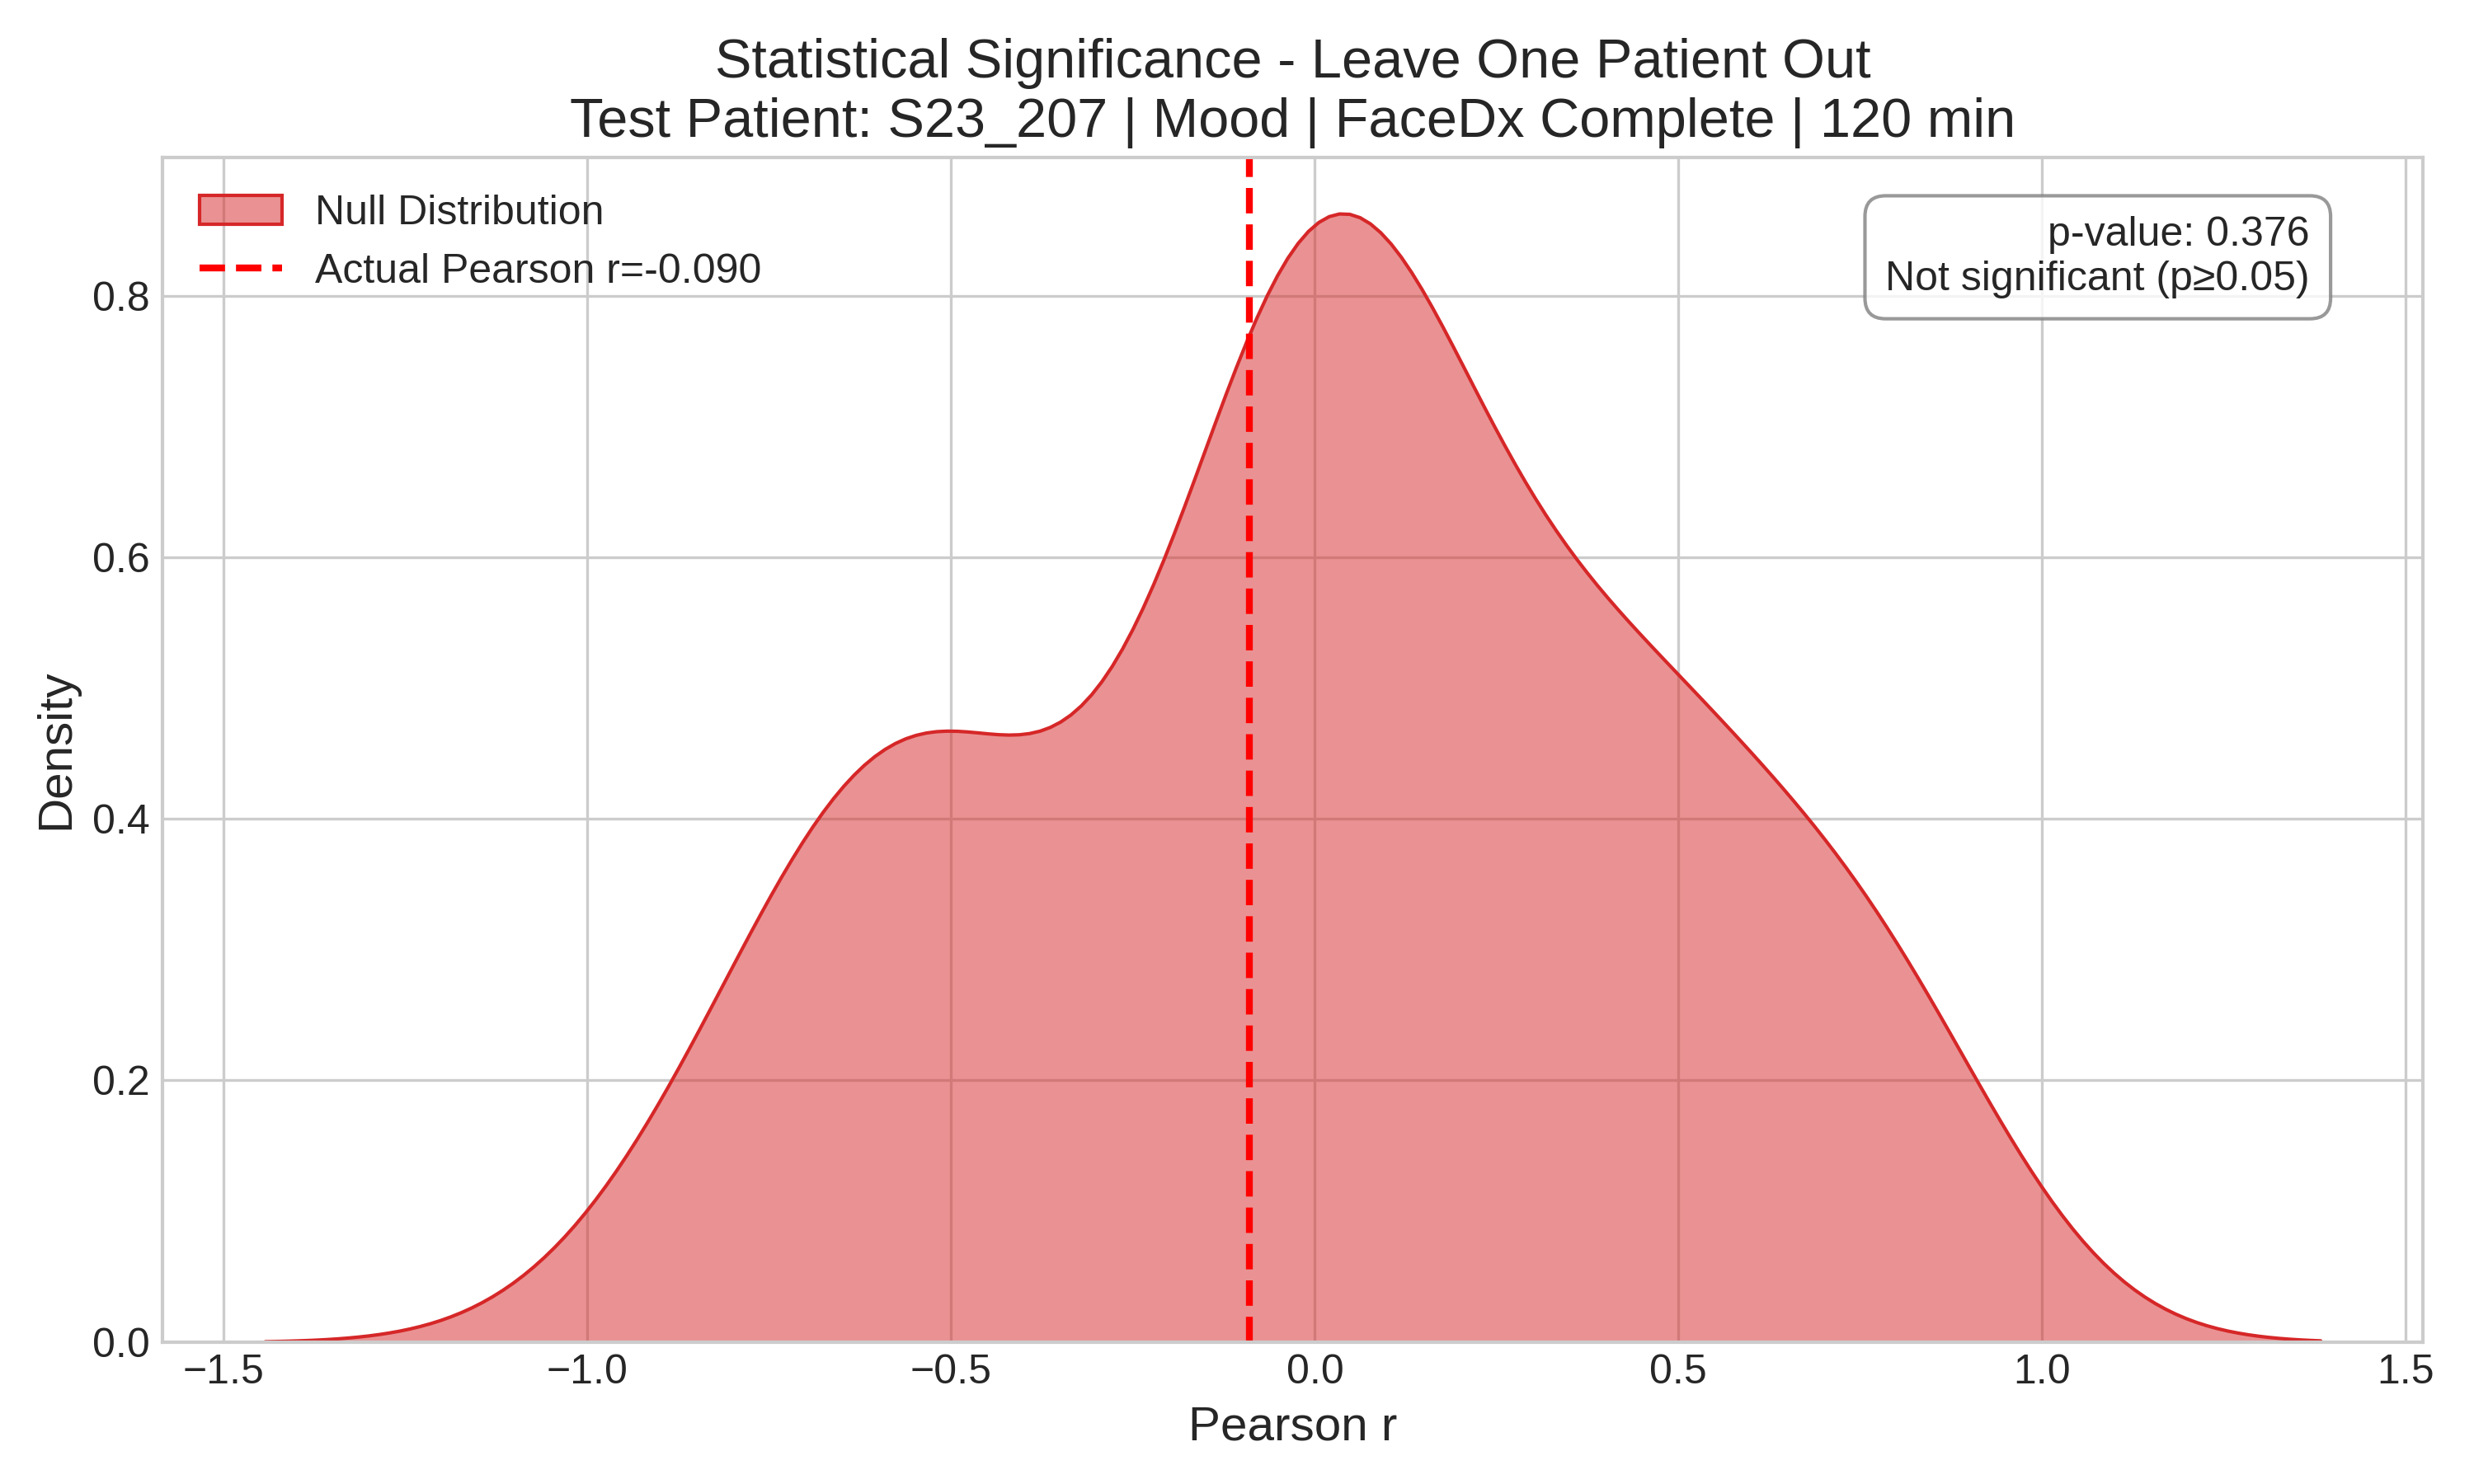 Statistical Significance - Leave One Patient Out
Test Patient: S23_207 | Mood | FaceDx Complete | 120 min
Null Distribution
Actual Pearson r=-0.090
p-value: 0.376
Not significant (p≥0.05)
Density
0.8
0.6
0.4
0.2
0.0
−1.5 −1.0 −0.5 0.0 0.5 1.0 1.5
Pearson r